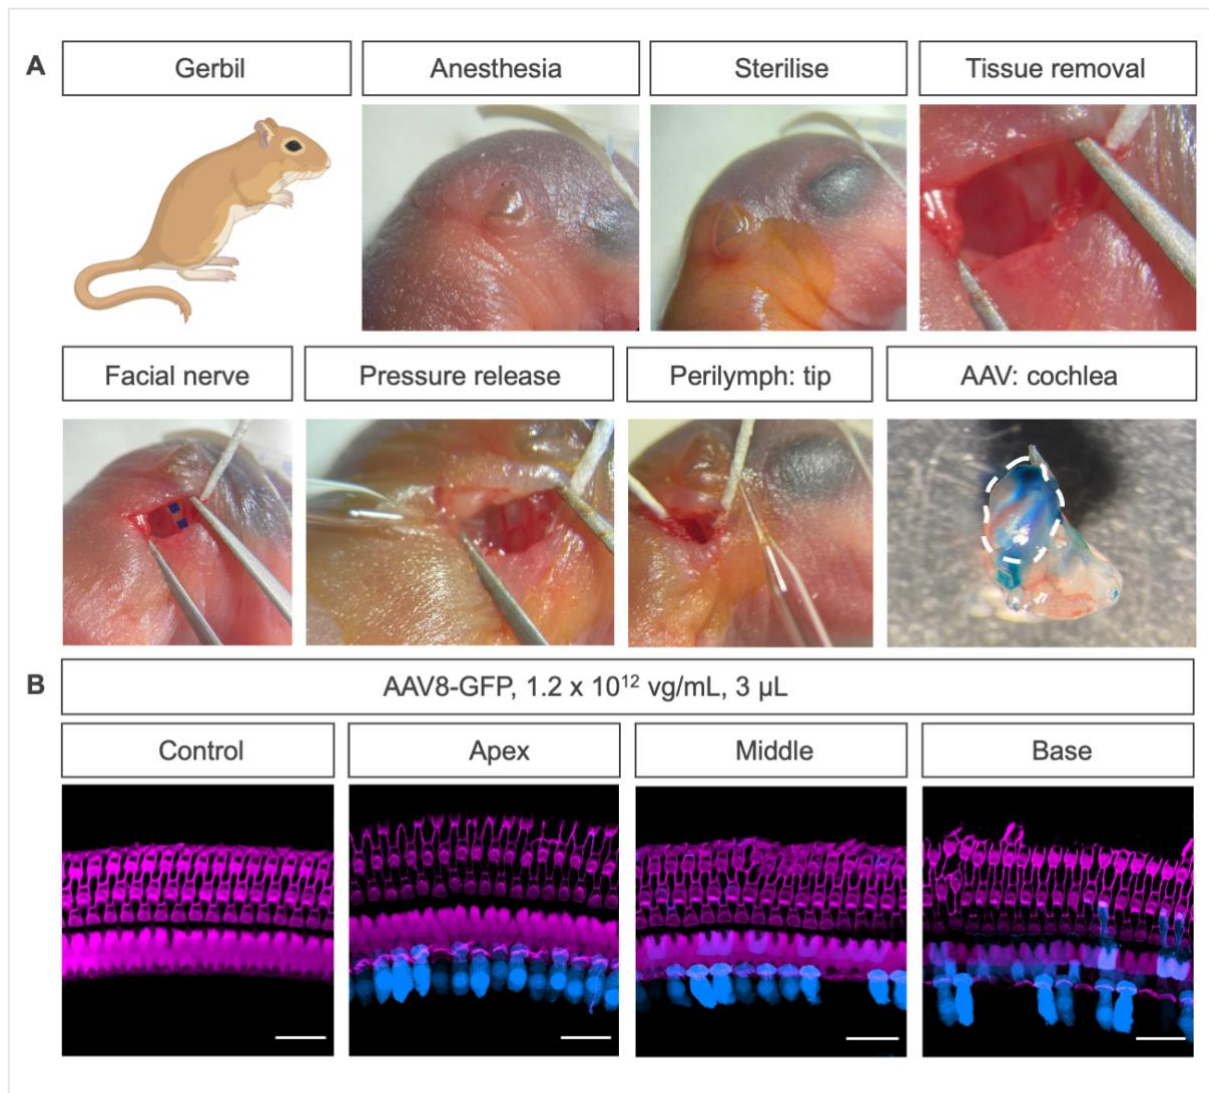 A
Gerbil
Anesthesia
Sterilise
Tissue removal
Facial nerve
Pressure release
Perilymph: tip
AAV: cochlea
B
AAV8-GFP, 1.2 x 10¹² vg/mL, 3 µL
Control
Apex
Middle
Base